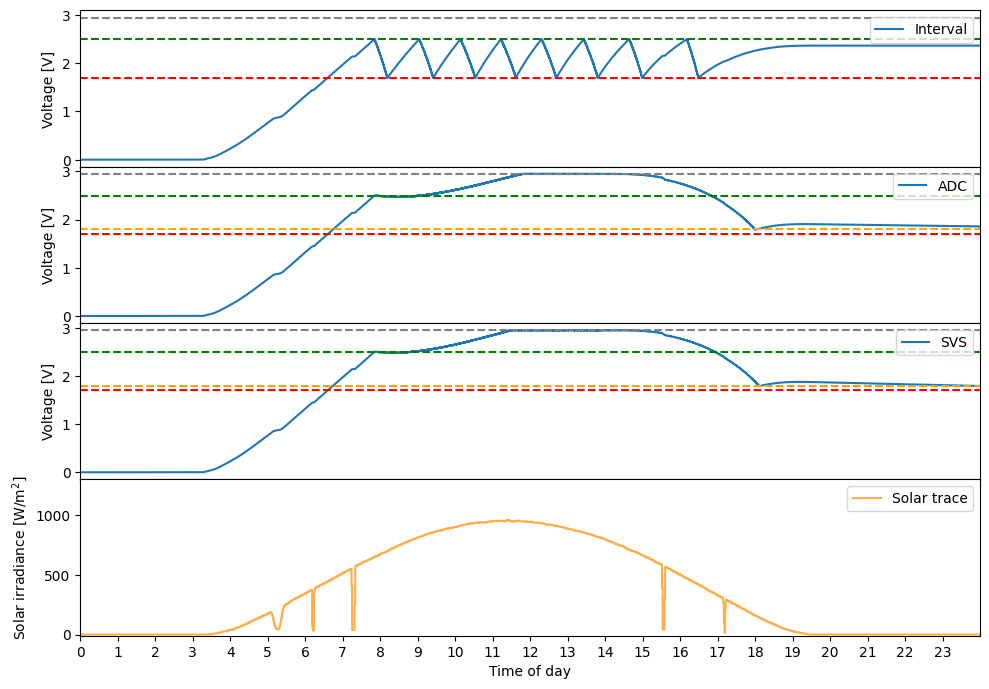 3
2
1
0
Voltage [V]
Interval
3
2
1
0
Voltage [V]
ADC
3
2
1
0
Voltage [V]
SVS
1000
500
0
Solar irradiance [W/m²]
Solar trace
0 1 2 3 4 5 6 7 8 9 10 11 12 13 14 15 16 17 18 19 20 21 22 23
Time of day